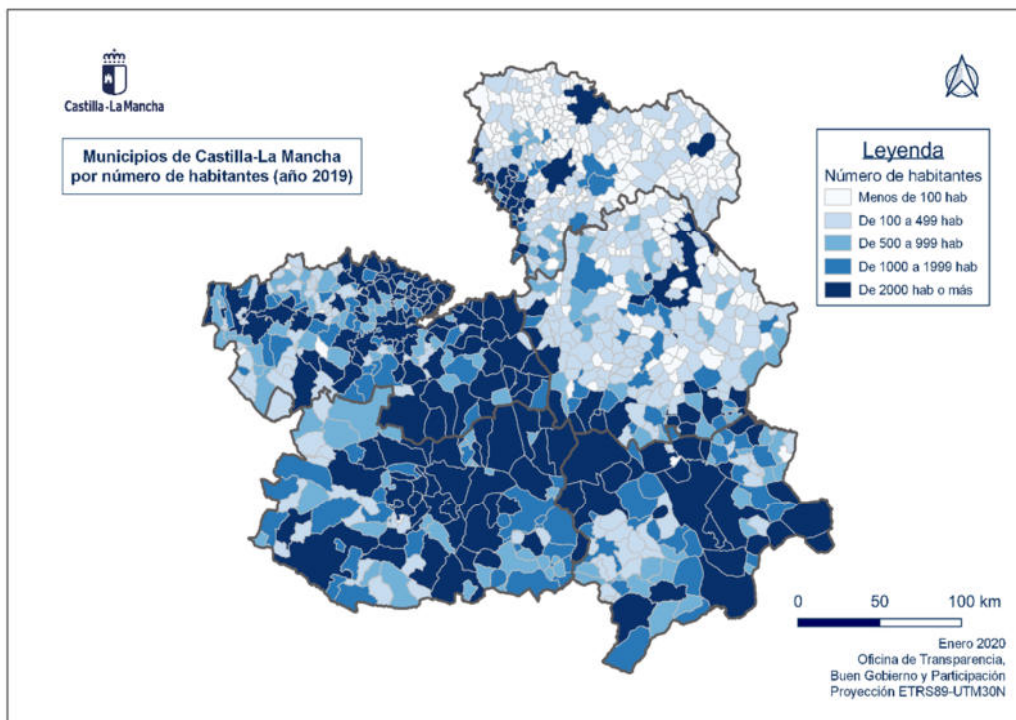 Castilla-La Mancha
Municipios de Castilla-La Mancha
por número de habitantes (año 2019)
Leyenda
Número de habitantes
Menos de 100 hab
De 100 a 499 hab
De 500 a 999 hab
De 1000 a 1999 hab
De 2000 hab o más
0 50 100 km
Enero 2020
Oficina de Transparencia,
Buen Gobierno y Participación
Proyección ETRS89-UTM30N